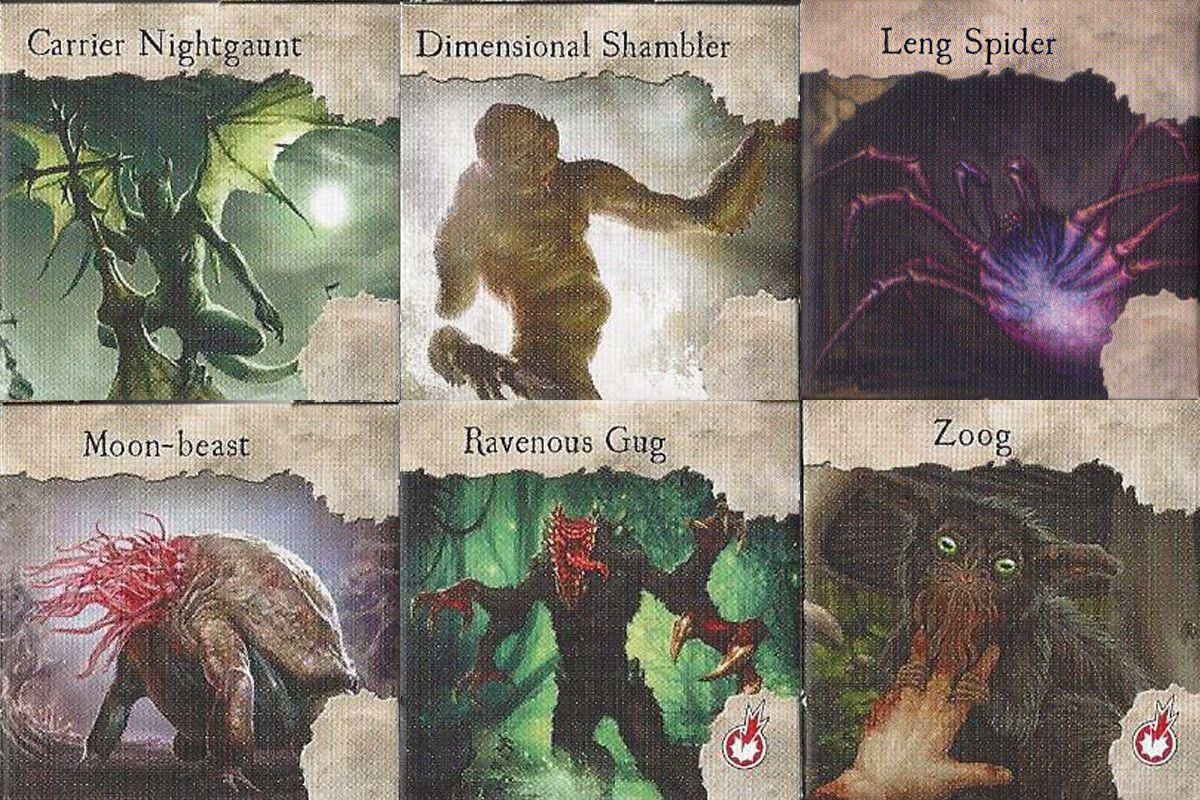 Carrier Nightgaunt
Dimensional Shambler
Leng Spider
Moon-beast
Ravenous Gug
Zoog